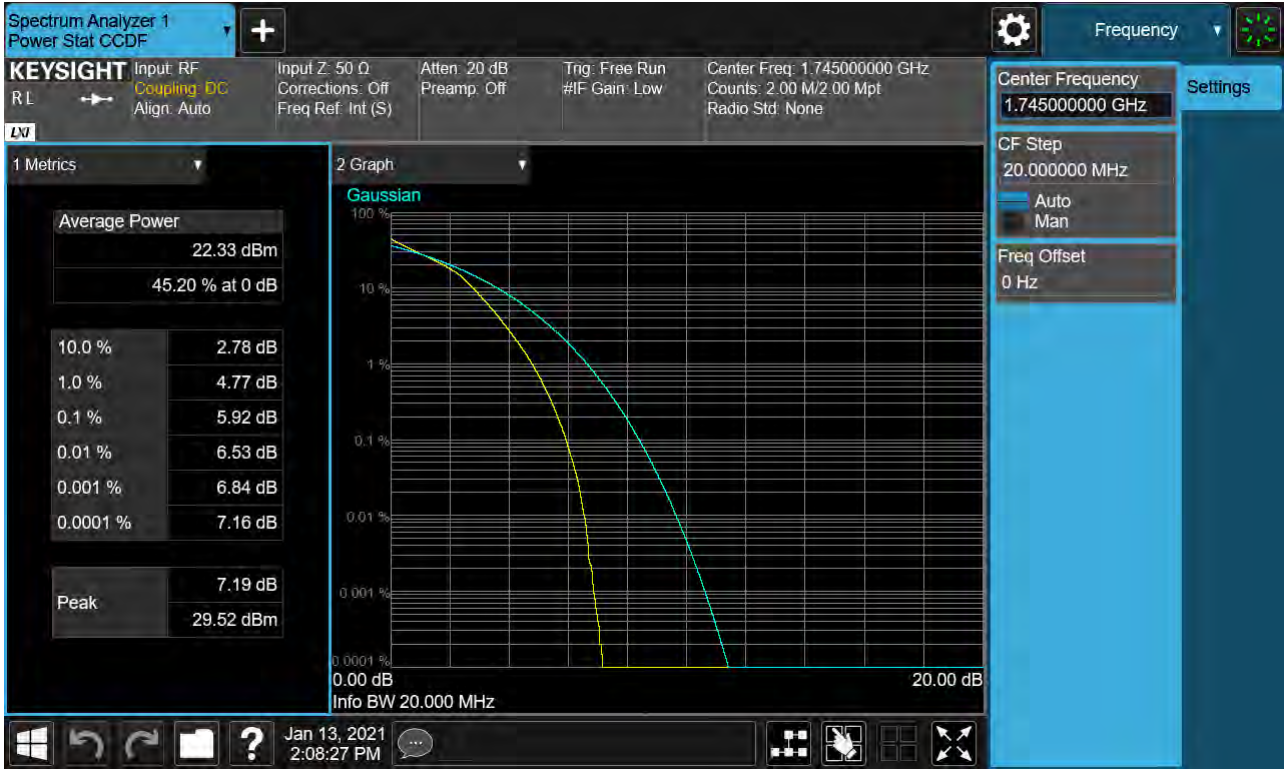 Spectrum Analyzer 1
Power Stat CCDF
Frequency
KEYSIGHT
R L
LXI
Input: RF
Coupling: DC
Align: Auto
Input Z: 50 Ω
Corrections: Off
Freq Ref: Int (S)
Atten: 20 dB
Preamp: Off
Trig: Free Run
#IF Gain: Low
Center Freq: 1.745000000 GHz
Counts: 2.00 M/2.00 Mpt
Radio Std: None
Center Frequency
1.745000000 GHz
Settings
CF Step
20.000000 MHz
Auto
Man
Freq Offset
0 Hz
1 Metrics
Average Power
22.33 dBm
45.20 % at 0 dB
10.0 % 2.78 dB
1.0 % 4.77 dB
0.1 % 5.92 dB
0.01 % 6.53 dB
0.001 % 6.84 dB
0.0001 % 7.16 dB
Peak
7.19 dB
29.52 dBm
2 Graph
Gaussian
100 %
10 %
1 %
0.1 %
0.01 %
0.001 %
0.0001 %
0.00 dB 20.00 dB
Info BW 20.000 MHz
?
Jan 13, 2021
2:08:27 PM